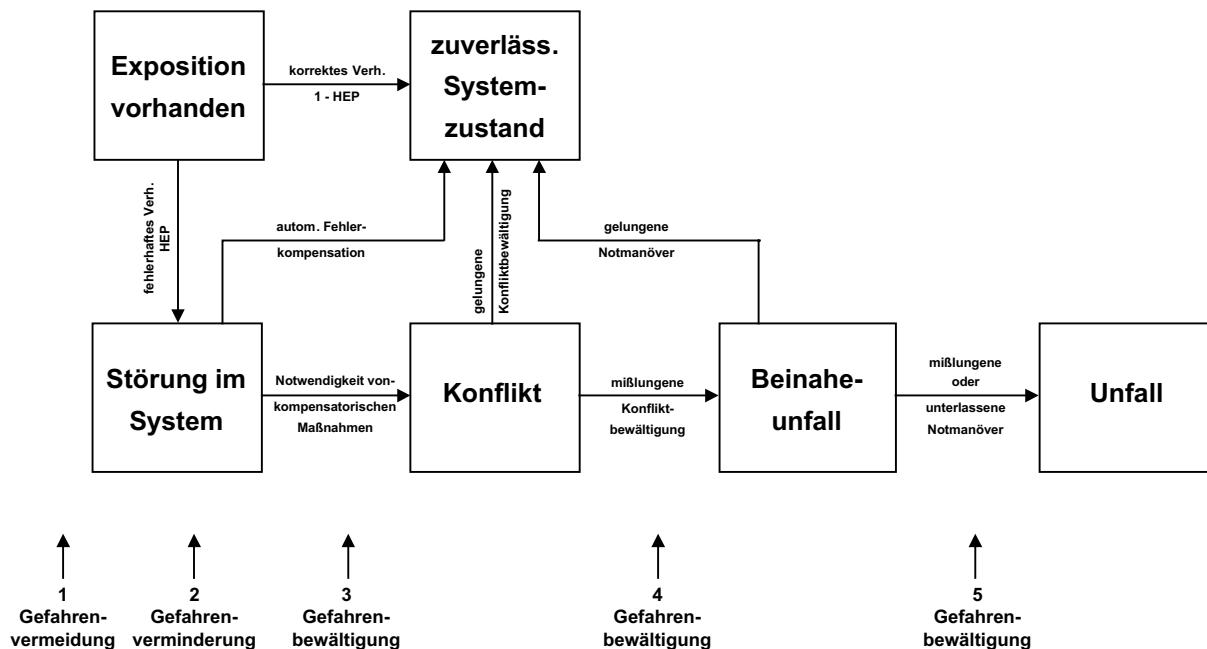 Exposition
vorhanden
korrektes Verh.
1 - HEP
zuverläss.
System-
zustand
fehlerhaftes Verh.
HEP
autom. Fehler-
kompensation
gelungene
Konfliktbewältigung
gelungene
Notmanöver
Störung im
System
Notwendigkeit von-
kompensatorischen
Maßnahmen
Konflikt
mißlungene
Konflikt-
bewältigung
Beinahe-
unfall
mißlungene
oder
unterlassene
Notmanöver
Unfall
1
Gefahren-
vermeidung
2
Gefahren-
verminderung
3
Gefahren-
bewältigung
4
Gefahren-
bewältigung
5
Gefahren-
bewältigung